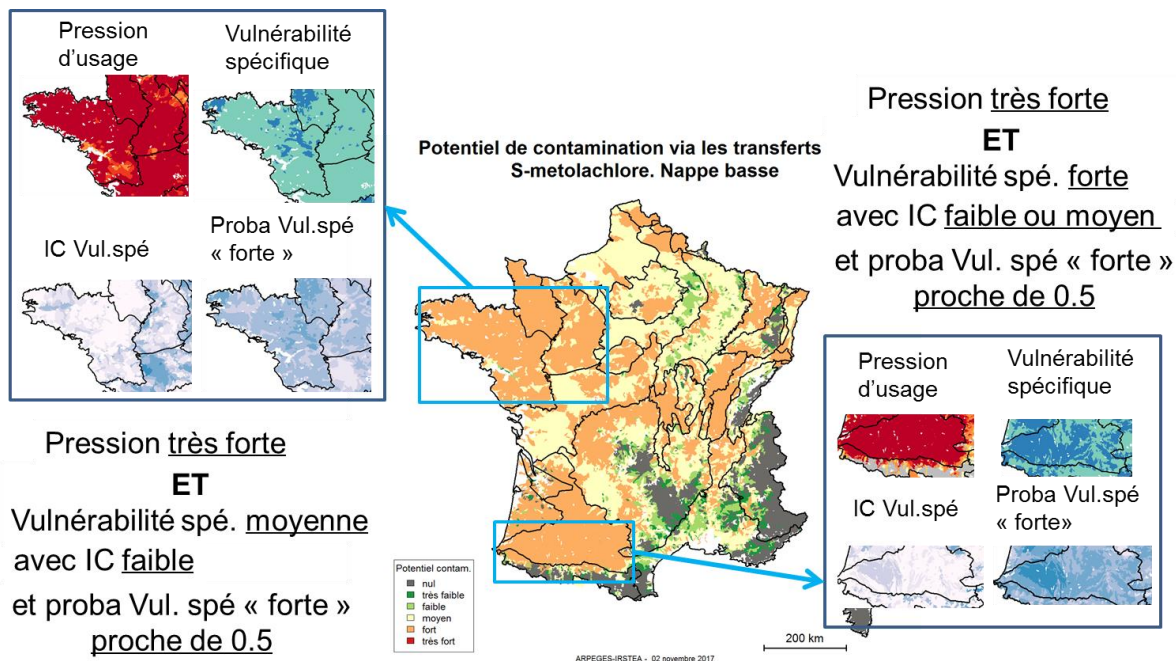 Pression
d'usage
Vulnérabilité
spécifique
IC Vul.spé
Proba Vul.spé
« forte »
Pression très forte
ET
Vulnérabilité spé. moyenne
avec IC faible
et proba Vul. spé « forte »
proche de 0.5
Potentiel de contamination via les transferts
S-metolachlore. Nappe basse
Potentiel contam.
nul
très faible
faible
moyen
fort
très fort
200 km
ARPEGES-IRSTEA - 02 novembre 2017
Pression très forte
ET
Vulnérabilité spé. forte
avec IC faible ou moyen
et proba Vul. spé « forte »
proche de 0.5
Pression
d'usage
Vulnérabilité
spécifique
IC Vul.spé
Proba Vul.spé
« forte»